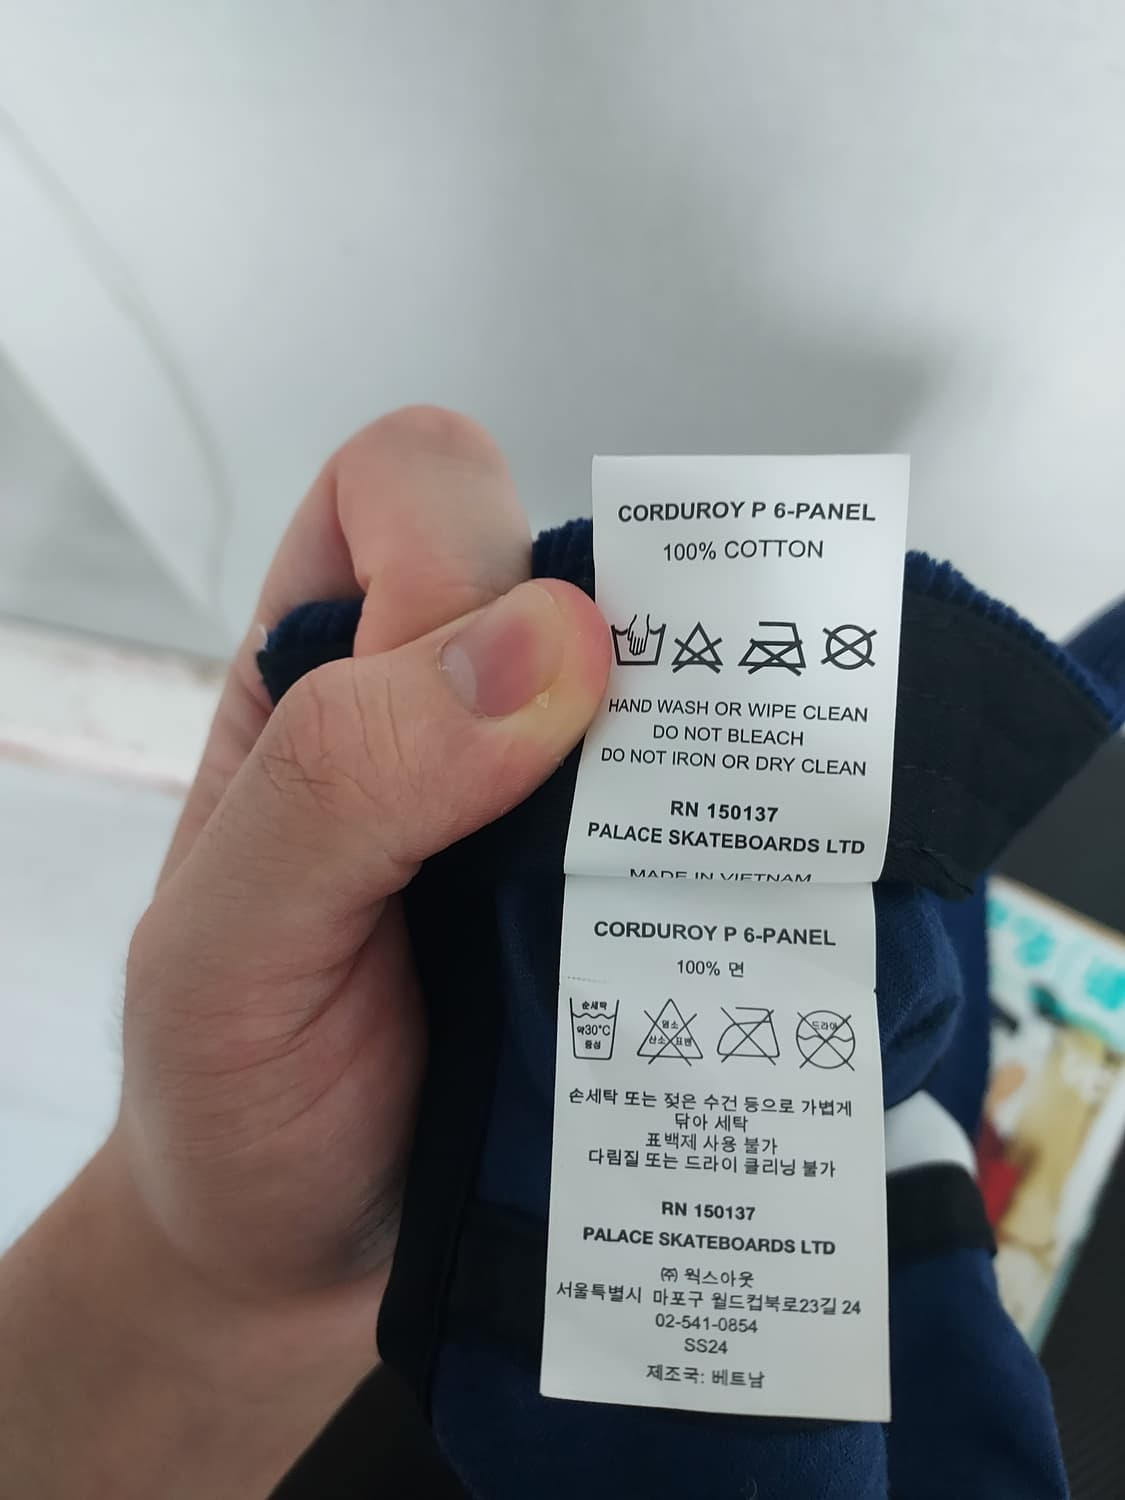 CORDUROY P 6-PANEL
100% COTTON
HAND WASH OR WIPE CLEAN
DO NOT BLEACH
DO NOT IRON OR DRY CLEAN
RN 150137
PALACE SKATEBOARDS LTD
MADE IN VIETNAM
CORDUROY P 6-PANEL
100% 면
손세탁
약30°C
중성
염소
산소 표백
드라이
손세탁 또는 젖은 수건 등으로 가볍게
닦아 세탁
표백제 사용 불가
다림질 또는 드라이 클리닝 불가
RN 150137
PALACE SKATEBOARDS LTD
㈜ 웍스아웃
서울특별시 마포구 월드컵북로23길 24
02-541-0854
SS24
제조국: 베트남